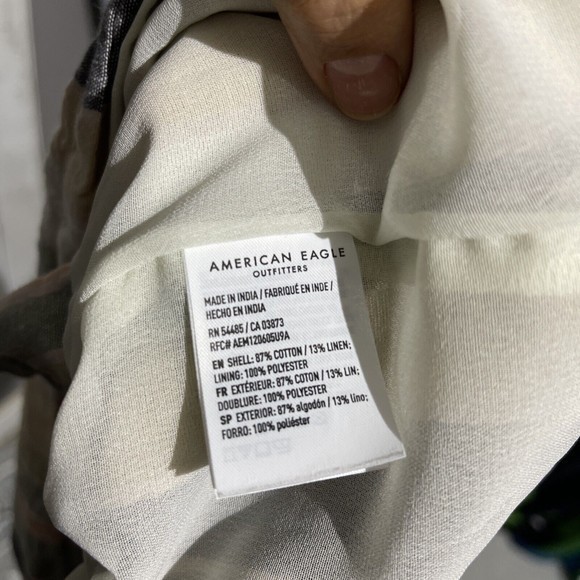 AMERICAN EAGLE
OUTFITTERS
MADE IN INDIA / FABRIQUÉ EN INDE /
HECHO EN INDIA
RN 54485 / CA 03873
RFC# AEM120605U9A
EN SHELL: 87% COTTON / 13% LINEN;
LINING: 100% POLYESTER
FR EXTÉRIEUR: 87% COTON / 13% LIN;
DOUBLURE: 100% POLYESTER
SP EXTERIOR: 87% algodón / 13% lino;
FORRO: 100% poliéster